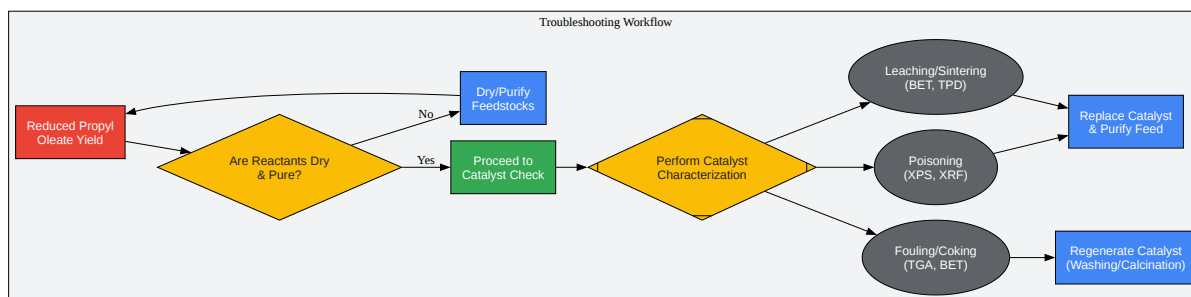 Troubleshooting Workflow
Reduced Propyl
Oleate Yield
Are Reactants Dry
& Pure?
No
Dry/Purify
Feedstocks
Yes
Proceed to
Catalyst Check
Perform Catalyst
Characterization
Leaching/Sintering
(BET, TPD)
Poisoning
(XPS, XRF)
Fouling/Coking
(TGA, BET)
Replace Catalyst
& Purify Feed
Regenerate Catalyst
(Washing/Calcination)